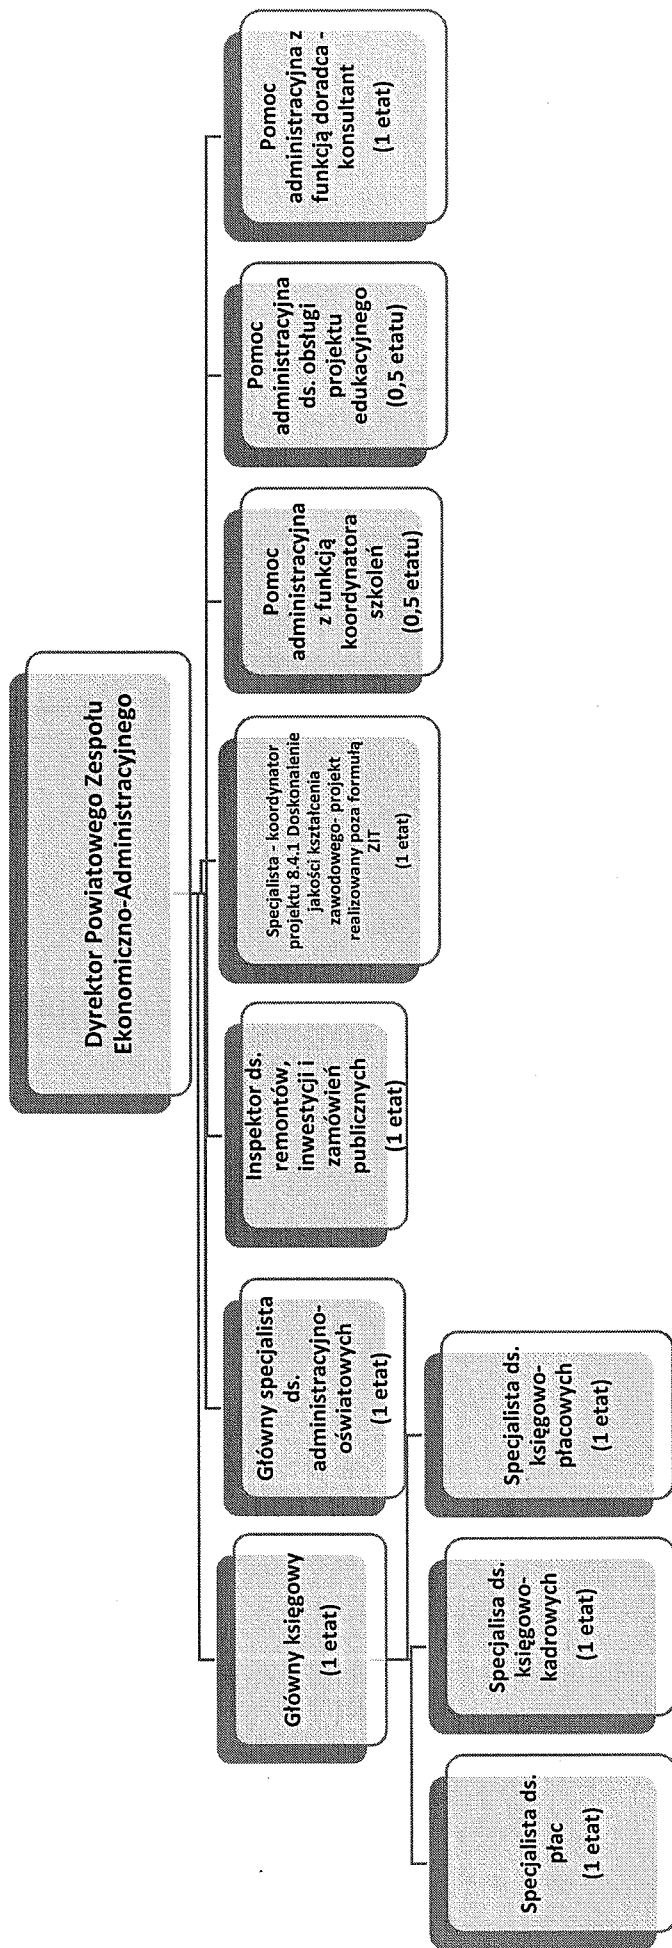 Dyrektor Powiatowego Zespołu
Ekonomiczno-Administracyjnego
Główny księgowy
(1 etat)
Główny specjalista
ds.
administracyjno-
oświatowych
(1 etat)
Inspektor ds.
remontów,
inwestycji i
zamówień
publicznych
(1 etat)
Specjalista - koordynator
projektu 8.4.1 Doskonalenie
jakości kształcenia
zawodowego- projekt
realizowany poza formułą
ZIT
(1 etat)
Pomoc
administracyjna
z funkcją
koordynatora
szkoleń
(0,5 etatu)
Pomoc
administracyjna
ds. obsługi
projektu
edukacyjnego
(0,5 etatu)
Pomoc
administracyjna z
funkcją doradca -
konsultant
(1 etat)
Specjalista ds.
płac
(1 etat)
Specjalisa ds.
księgowo-
kadrowych
(1 etat)
Specjalista ds.
księgowo-
płacowych
(1 etat)